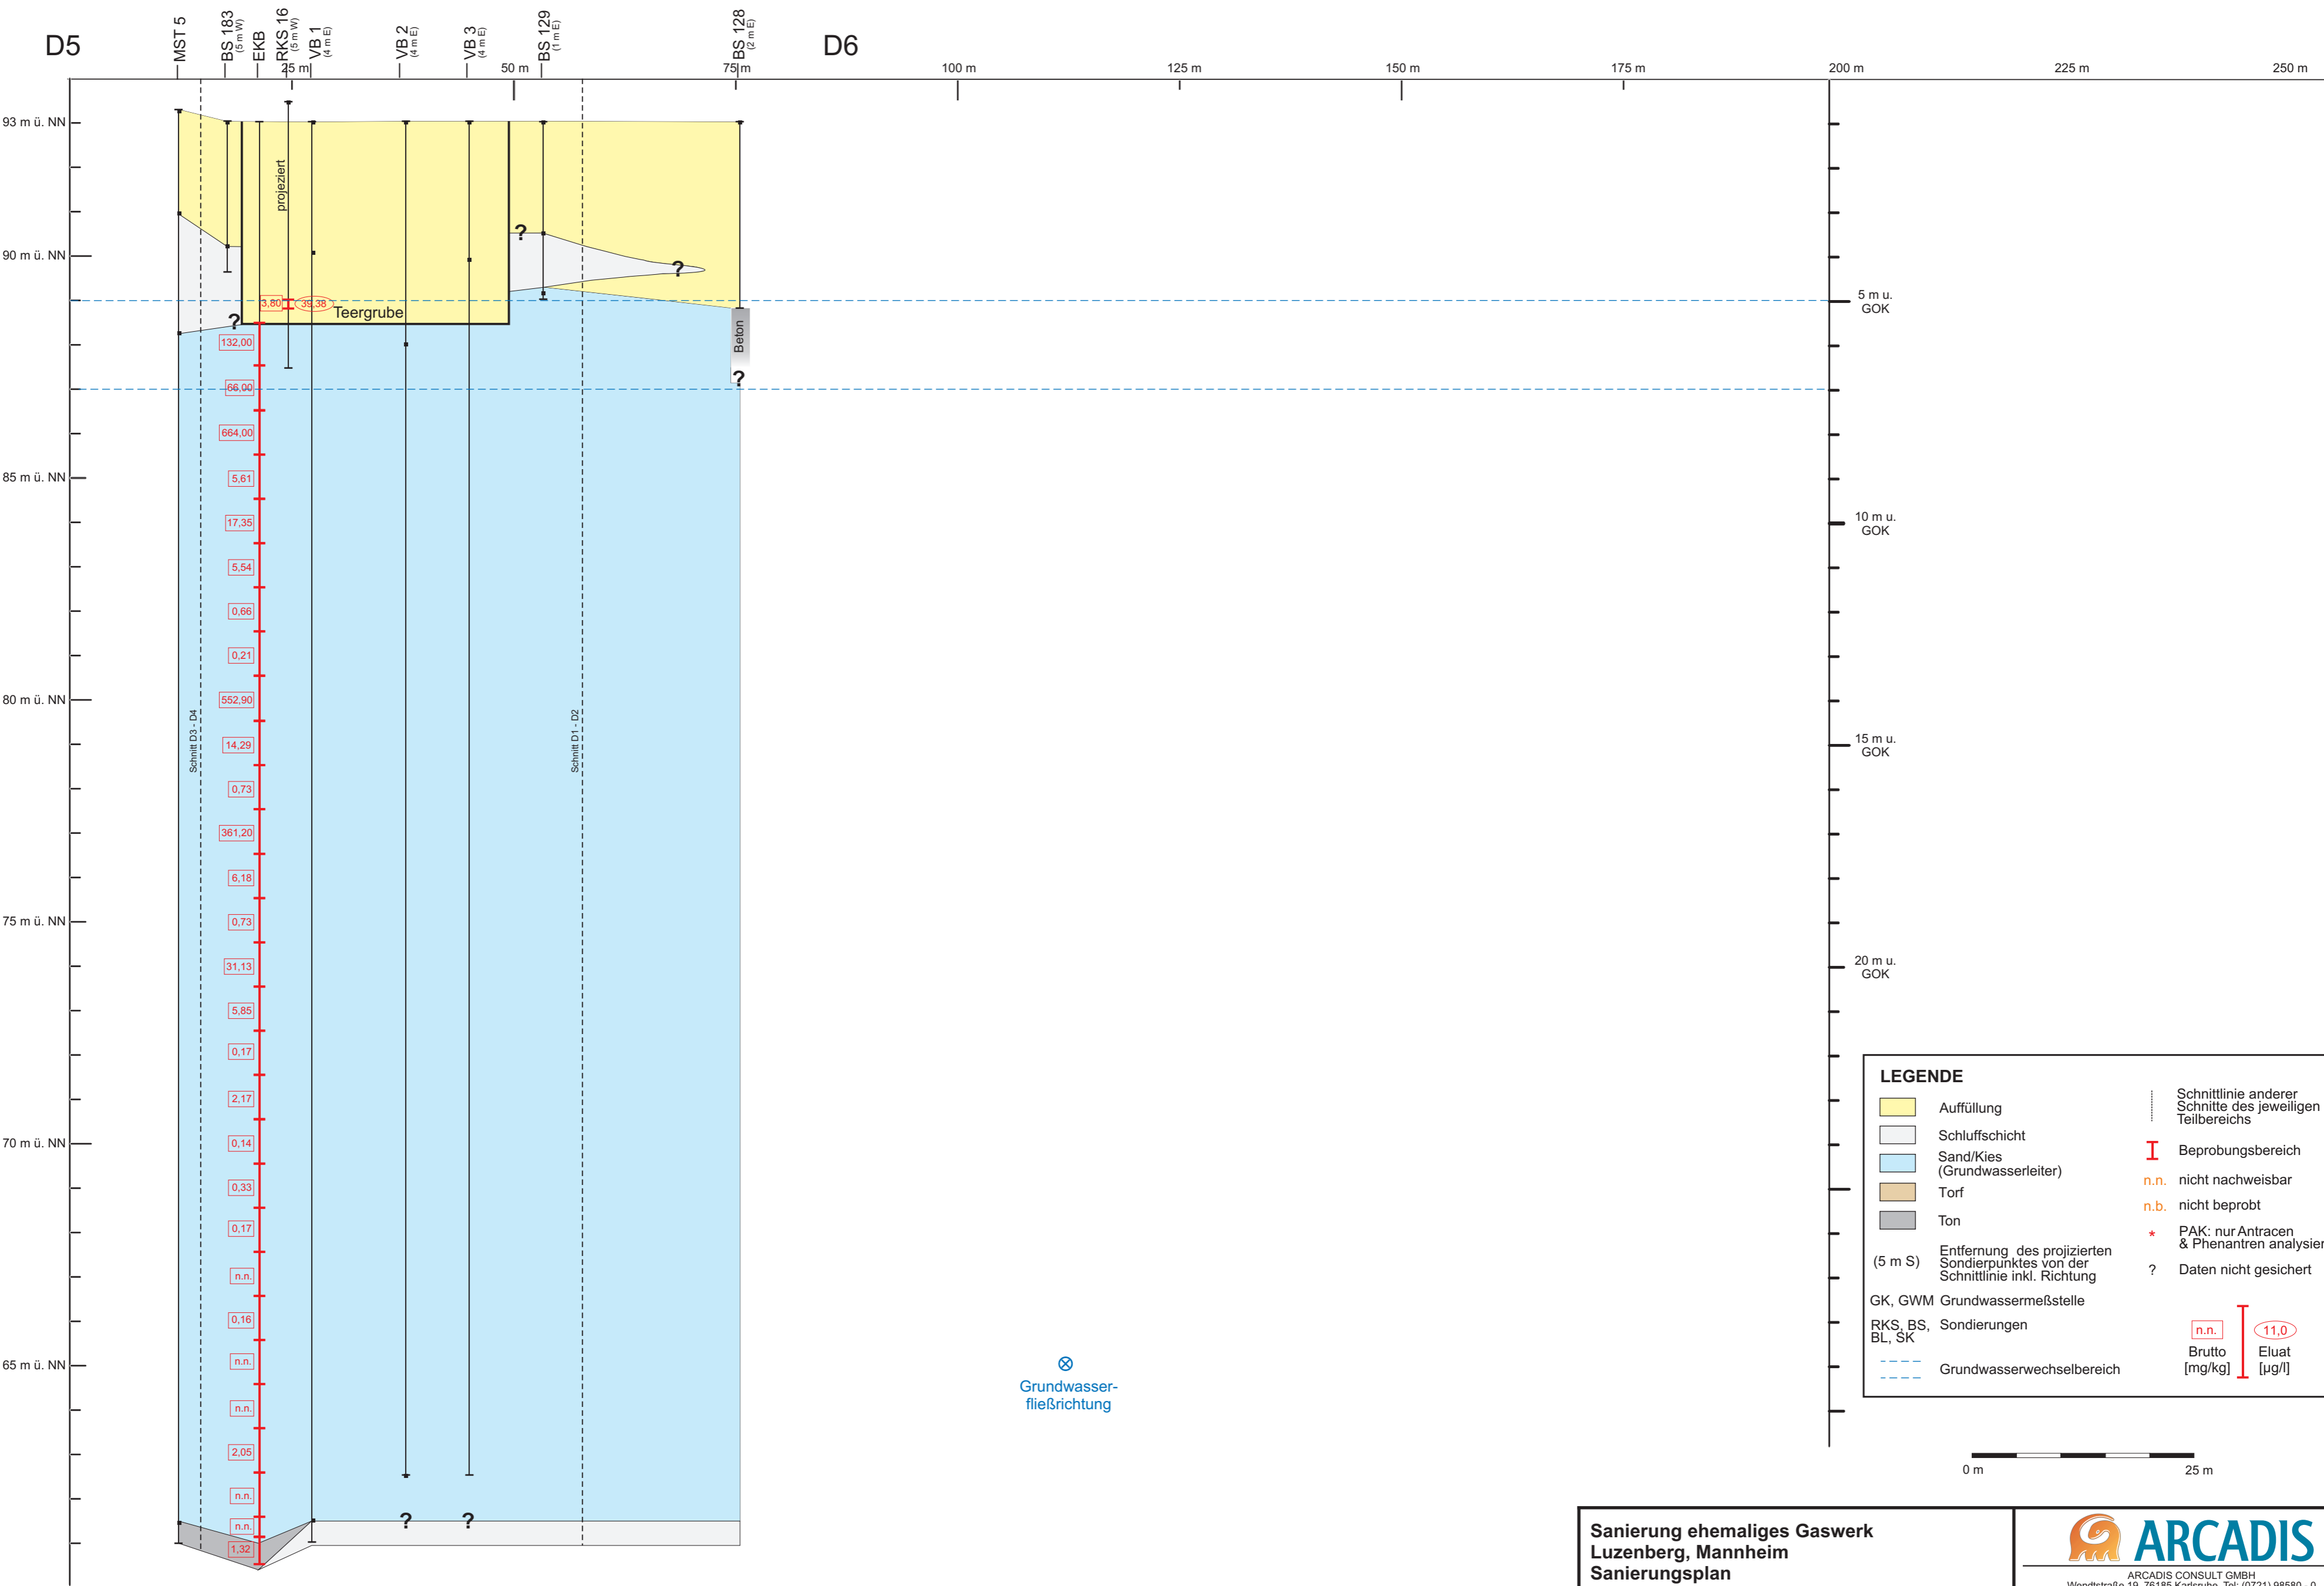 D5
MST 5
BS 183
(5 m W)
EKB
RKS 16
(5 m W)
VB 1
(4 m E)
VB 2
(4 m E)
VB 3
(4 m E)
BS 129
(1 m E)
BS 128
(2 m E)
D6
25 m
50 m
75 m
100 m
125 m
150 m
175 m
200 m
225 m
250 m
93 m ü. NN
90 m ü. NN
85 m ü. NN
80 m ü. NN
75 m ü. NN
70 m ü. NN
65 m ü. NN
projeziert
?
?
3,80
39,38
Teergrube
?
Beton
?
132,00
66,00
664,00
5,61
17,35
5,54
0,66
0,21
552,90
14,29
0,73
361,20
6,18
0,73
31,13
5,85
0,17
2,17
0,14
0,33
0,17
n.n.
0,16
n.n.
n.n.
2,05
n.n.
n.n.
1,32
Schnitt D3 - D4
Schnitt D1 - D2
?
?
5 m u.
GOK
10 m u.
GOK
15 m u.
GOK
20 m u.
GOK
Grundwasser-
fließrichtung
LEGENDE
Auffüllung
Schluffschicht
Sand/Kies
(Grundwasserleiter)
Torf
Ton
(5 m S)
Entfernung des projizierten
Sondierpunktes von der
Schnittlinie inkl. Richtung
GK, GWM Grundwassermeßstelle
RKS, BS, Sondierungen
BL, SK
Grundwasserwechselbereich
Schnittlinie anderer
Schnitte des jeweiligen
Teilbereichs
Beprobungsbereich
n.n. nicht nachweisbar
n.b. nicht beprobt
* PAK: nur Antracen
& Phenantren analysier
? Daten nicht gesichert
n.n.
11,0
Brutto
[mg/kg]
Eluat
[µg/l]
0 m
25 m
Sanierung ehemaliges Gaswerk
Luzenberg, Mannheim
Sanierungsplan
ARCADIS
ARCADIS CONSULT GMBH
Wendtstraße 19, 76185 Karlsruhe, Tel: (0721) 98580 - 0